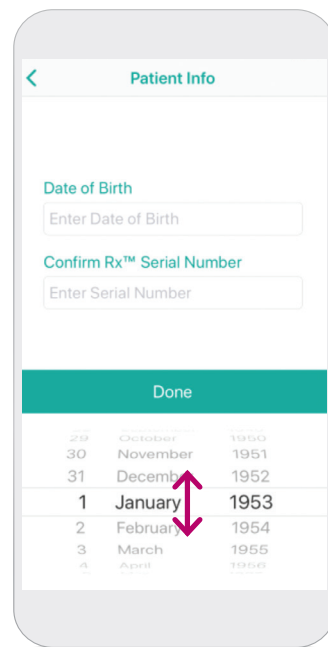 Patient Info
Date of Birth
Enter Date of Birth
Confirm Rx™ Serial Number
Enter Serial Number
Done
29 October 1950
30 November 1951
31 December 1952
1 January 1953
2 February 1954
3 March 1955
4 April 1956